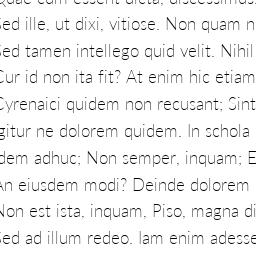 quae cum essent dicta, discessimus.
Sed ille, ut dixi, vitiose. Non quam n
Sed tamen intellego quid velit. Nihil
Cur id non ita fit? At enim hic etiam
Cyrenaici quidem non recusant; Sint
igitur ne dolorem quidem. In schola
Idem adhuc; Non semper, inquam; E
An eiusdem modi? Deinde dolorem
Non est ista, inquam, Piso, magna di
Sed ad illum redeo. Iam enim adesse